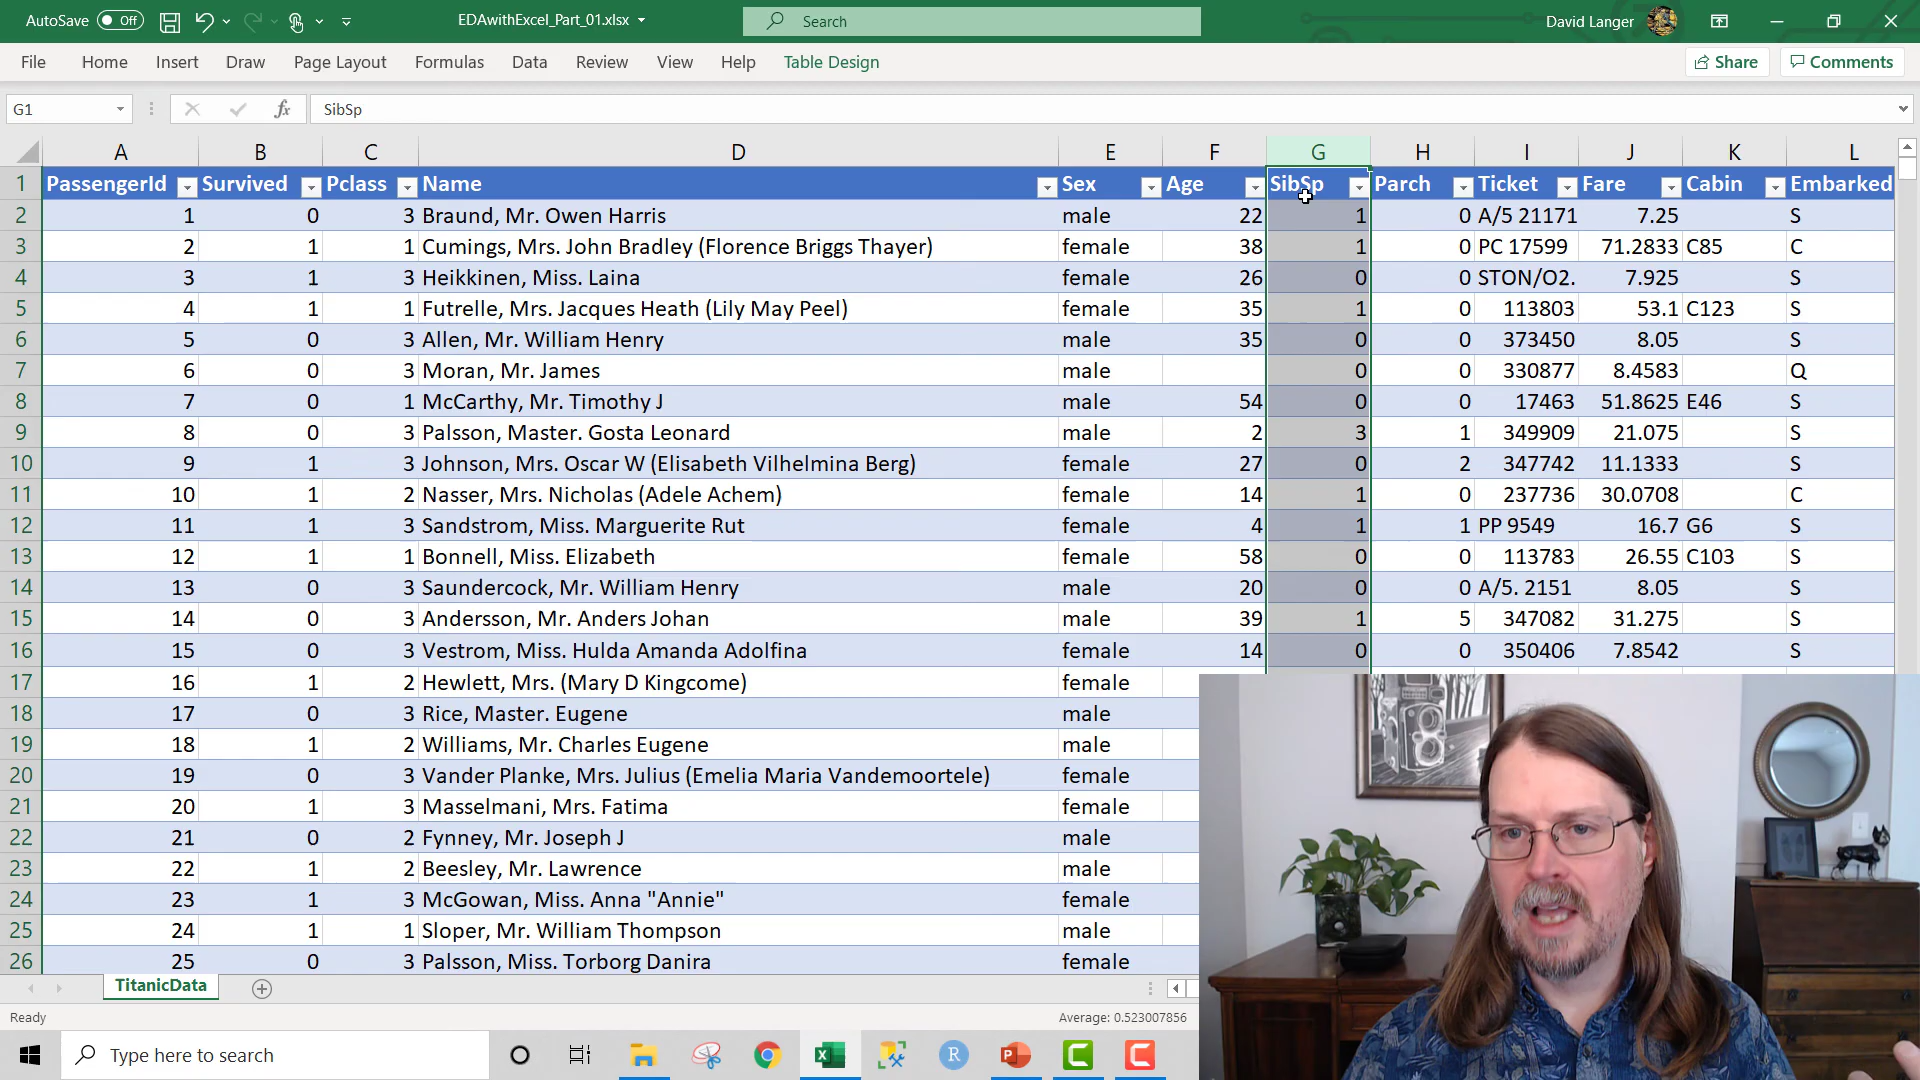 AutoSave Off EDAwithExcel_Part_01.xlsx Search David Langer
File Home Insert Draw Page Layout Formulas Data Review View Help Table Design Share Comments
G1 fx SibSp
A B C D E F G H I J K L
1 PassengerId Survived Pclass Name Sex Age SibSp Parch Ticket Fare Cabin Embarked
2 1 0 3 Braund, Mr. Owen Harris male 22 1 0 A/5 21171 7.25 S
3 2 1 1 Cumings, Mrs. John Bradley (Florence Briggs Thayer) female 38 1 0 PC 17599 71.2833 C85 C
4 3 1 3 Heikkinen, Miss. Laina female 26 0 0 STON/O2. 7.925 S
5 4 1 1 Futrelle, Mrs. Jacques Heath (Lily May Peel) female 35 1 0 113803 53.1 C123 S
6 5 0 3 Allen, Mr. William Henry male 35 0 0 373450 8.05 S
7 6 0 3 Moran, Mr. James male 0 0 330877 8.4583 Q
8 7 0 1 McCarthy, Mr. Timothy J male 54 0 0 17463 51.8625 E46 S
9 8 0 3 Palsson, Master. Gosta Leonard male 2 3 1 349909 21.075 S
10 9 1 3 Johnson, Mrs. Oscar W (Elisabeth Vilhelmina Berg) female 27 0 2 347742 11.1333 S
11 10 1 2 Nasser, Mrs. Nicholas (Adele Achem) female 14 1 0 237736 30.0708 C
12 11 1 3 Sandstrom, Miss. Marguerite Rut female 4 1 1 PP 9549 16.7 G6 S
13 12 1 1 Bonnell, Miss. Elizabeth female 58 0 0 113783 26.55 C103 S
14 13 0 3 Saundercock, Mr. William Henry male 20 0 0 A/5. 2151 8.05 S
15 14 0 3 Andersson, Mr. Anders Johan male 39 1 5 347082 31.275 S
16 15 0 3 Vestrom, Miss. Hulda Amanda Adolfina female 14 0 0 350406 7.8542 S
17 16 1 2 Hewlett, Mrs. (Mary D Kingcome) female
18 17 0 3 Rice, Master. Eugene male
19 18 1 2 Williams, Mr. Charles Eugene male
20 19 0 3 Vander Planke, Mrs. Julius (Emelia Maria Vandemoortele) female
21 20 1 3 Masselmani, Mrs. Fatima female
22 21 0 2 Fynney, Mr. Joseph J male
23 22 1 2 Beesley, Mr. Lawrence male
24 23 1 3 McGowan, Miss. Anna "Annie" female
25 24 1 1 Sloper, Mr. William Thompson male
26 25 0 3 Palsson, Miss. Torborg Danira female
TitanicData
Ready Average: 0.523007856
Type here to search R P C C